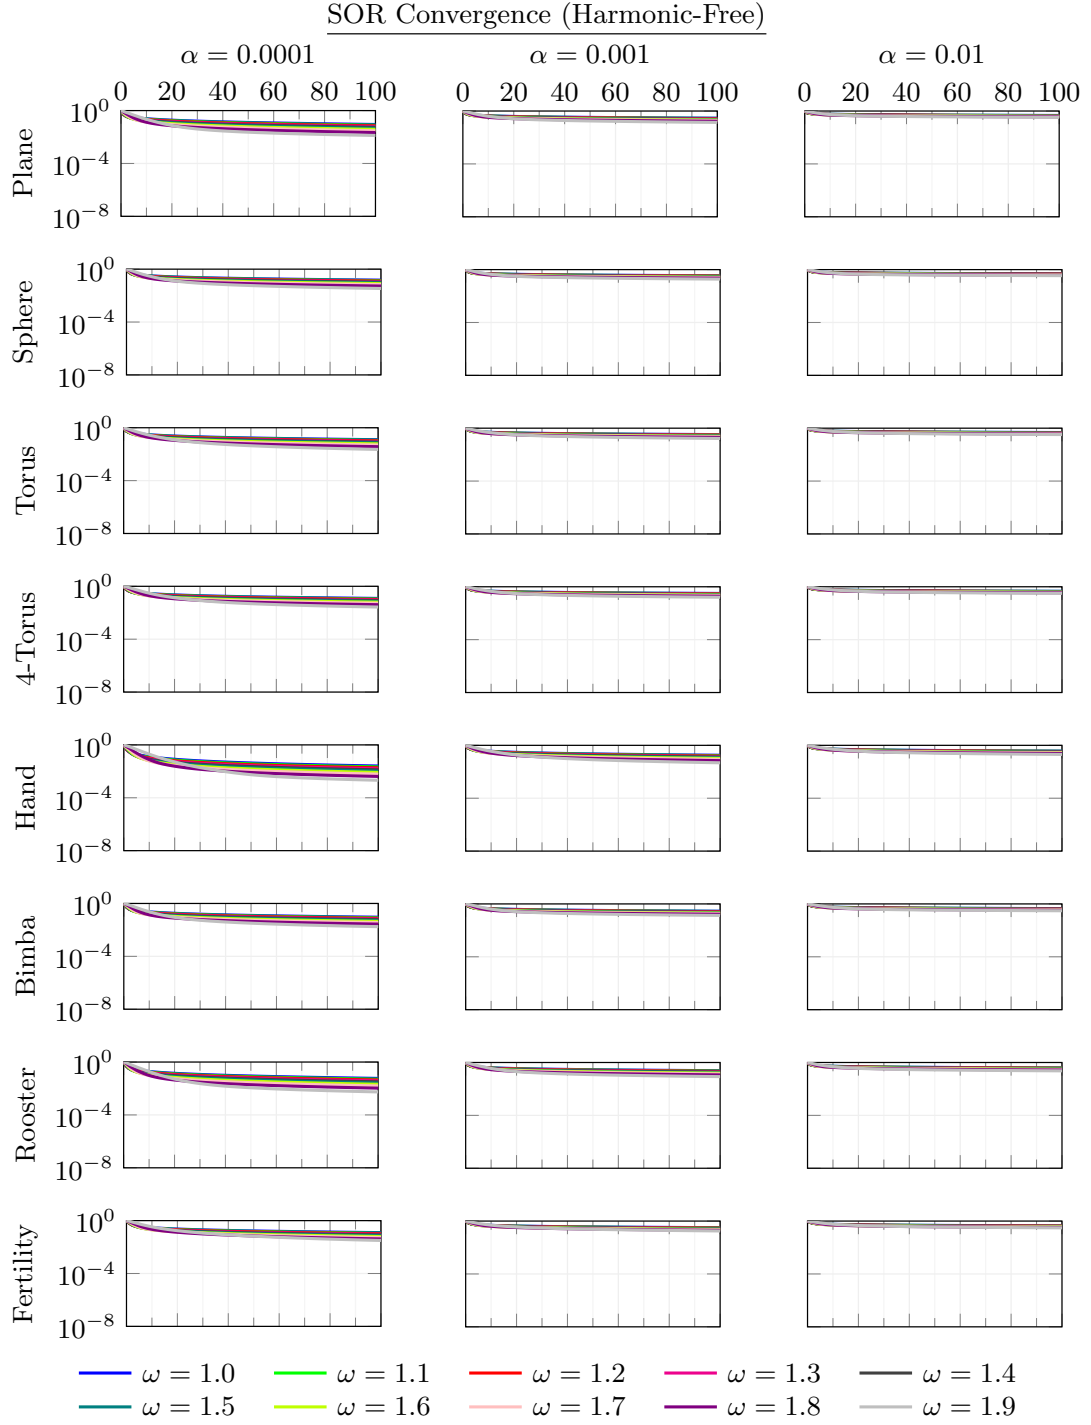 SOR Convergence (Harmonic-Free)
α = 0.0001 α = 0.001 α = 0.01
0 20 40 60 80 100 0 20 40 60 80 100 0 20 40 60 80 100
Plane
10^0
10^−4
10^−8
Sphere
10^0
10^−4
10^−8
Torus
10^0
10^−4
10^−8
4-Torus
10^0
10^−4
10^−8
Hand
10^0
10^−4
10^−8
Bimba
10^0
10^−4
10^−8
Rooster
10^0
10^−4
10^−8
Fertility
10^0
10^−4
10^−8
ω = 1.0 ω = 1.1 ω = 1.2 ω = 1.3 ω = 1.4
ω = 1.5 ω = 1.6 ω = 1.7 ω = 1.8 ω = 1.9